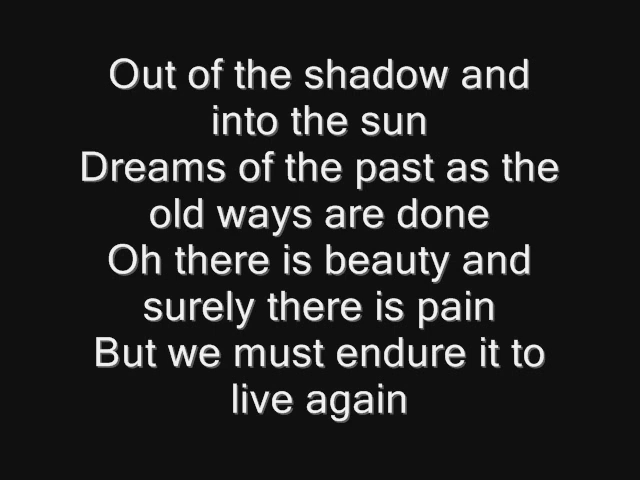 Out of the shadow and
into the sun
Dreams of the past as the
old ways are done
Oh there is beauty and
surely there is pain
But we must endure it to
live again